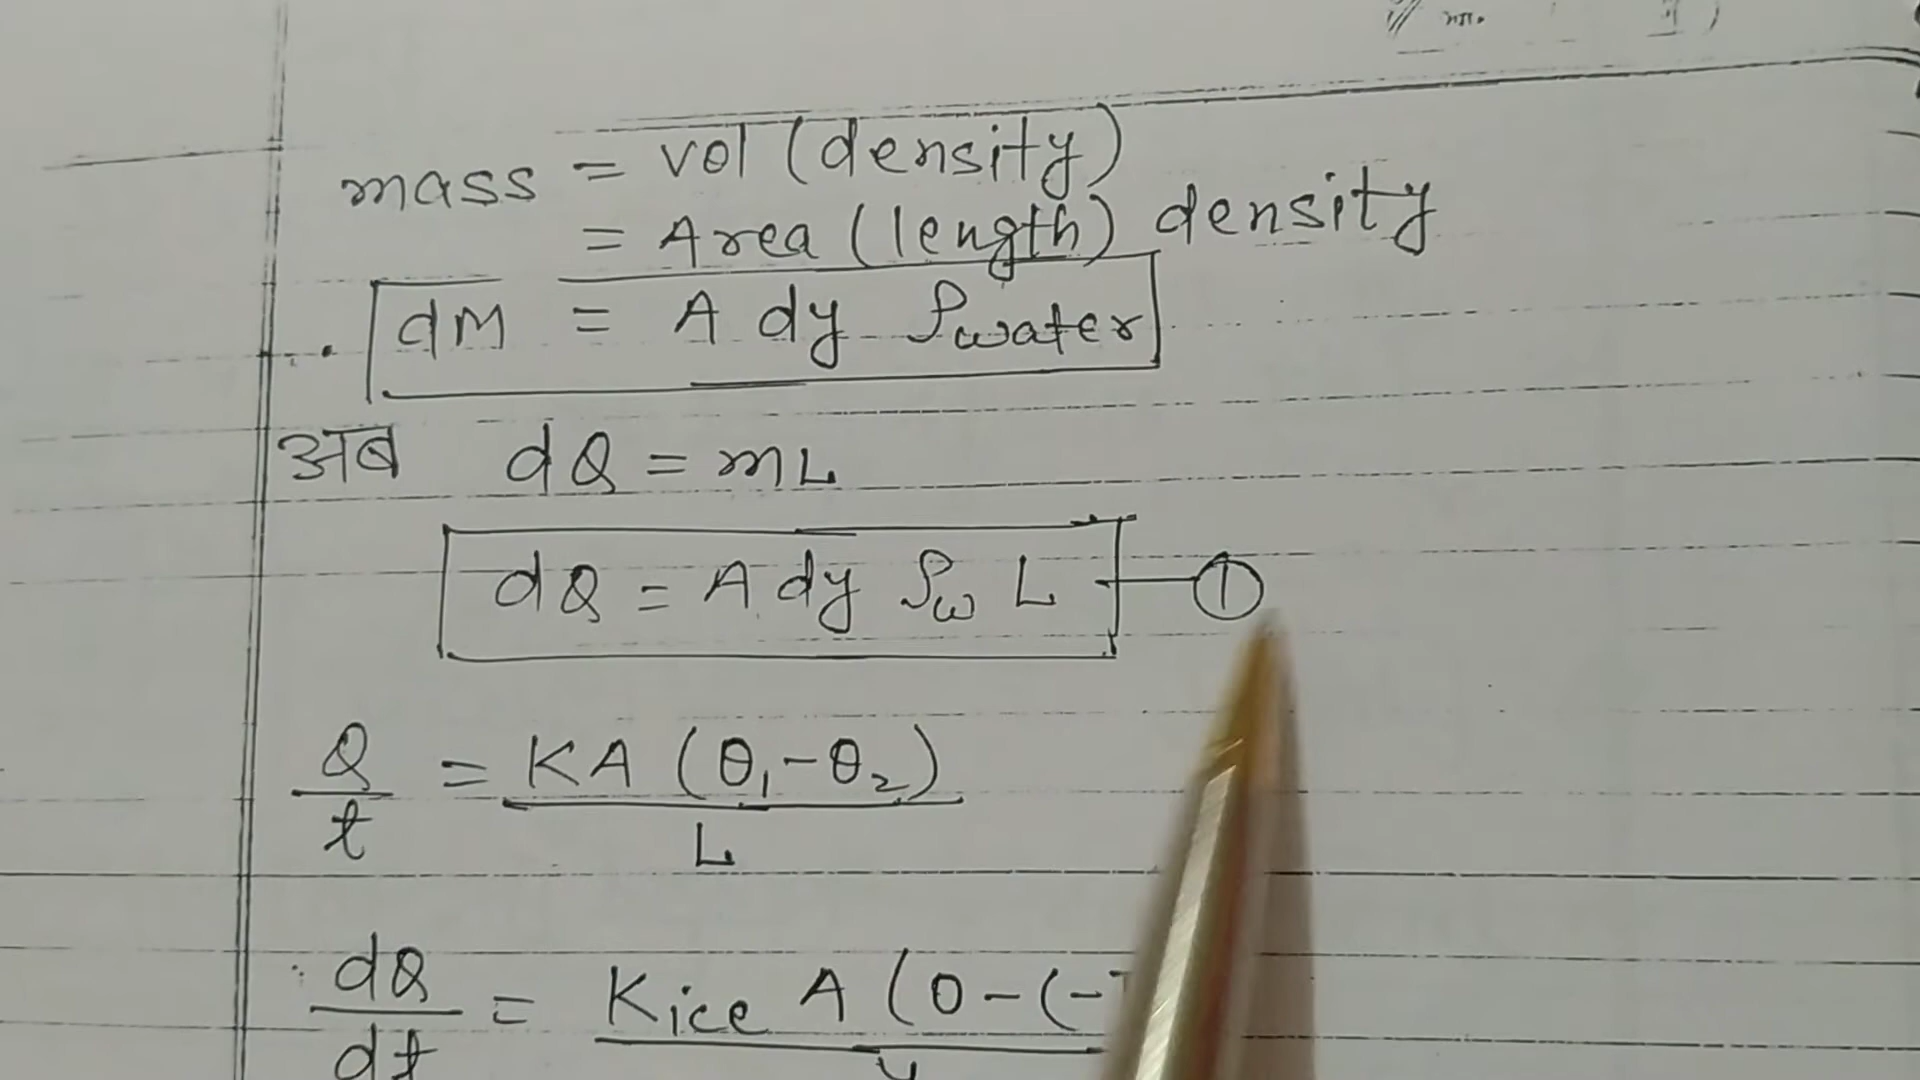 mass = vol (density)
= Area (length) density
dM = A dy ρwater
अब dQ = mL
dQ = A dy ρω L — ①
Q/t = KA (θ₁-θ₂)/L
dQ/dt = Kice A (0-(-